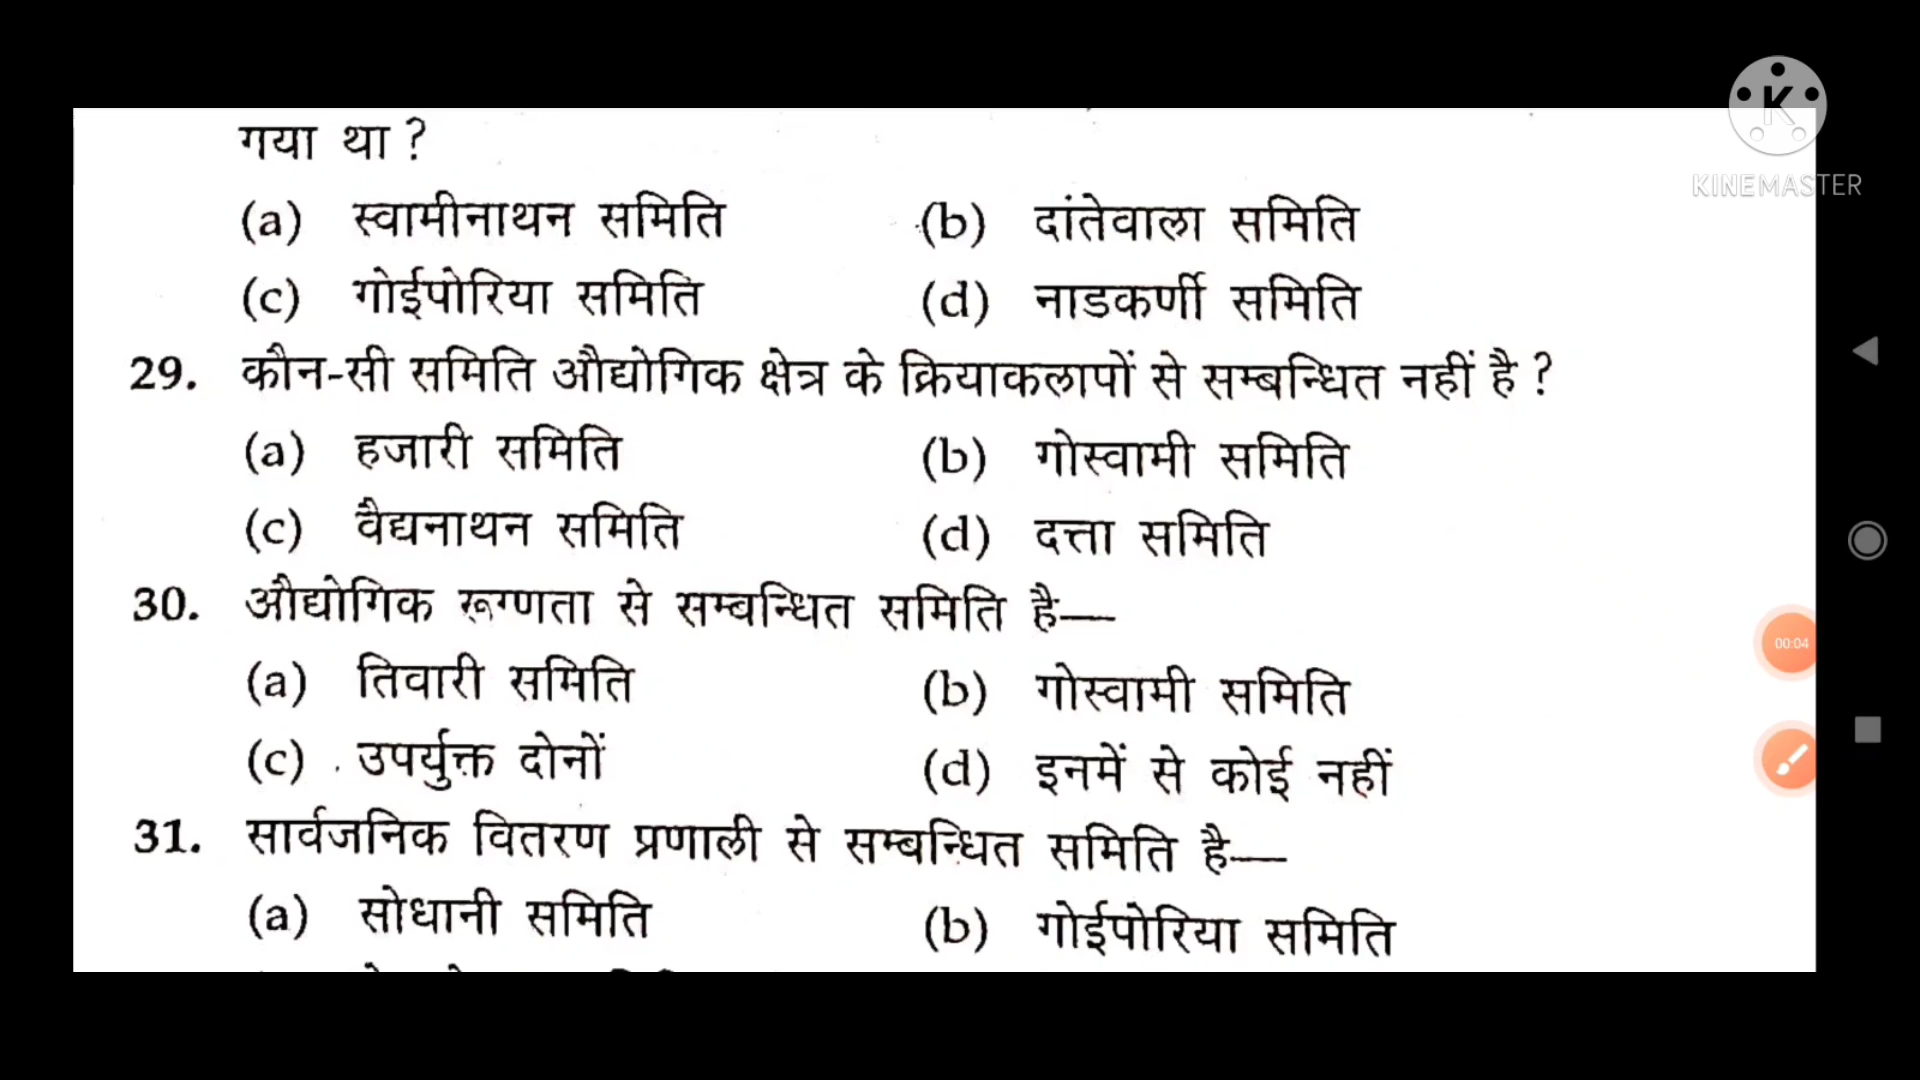 गया था ?
(a) स्वामीनाथन समिति (b) दांतेवाला समिति
(c) गोईपोरिया समिति (d) नाडकर्णी समिति
29. कौन-सी समिति औद्योगिक क्षेत्र के क्रियाकलापों से सम्बन्धित नहीं है ?
(a) हजारी समिति (b) गोस्वामी समिति
(c) वैद्यनाथन समिति (d) दत्ता समिति
30. औद्योगिक रूग्णता से सम्बन्धित समिति है—
(a) तिवारी समिति (b) गोस्वामी समिति
(c) उपर्युक्त दोनों (d) इनमें से कोई नहीं
31. सार्वजनिक वितरण प्रणाली से सम्बन्धित समिति है—
(a) सोधानी समिति (b) गोईपोरिया समिति
K
KINEMASTER
00:04